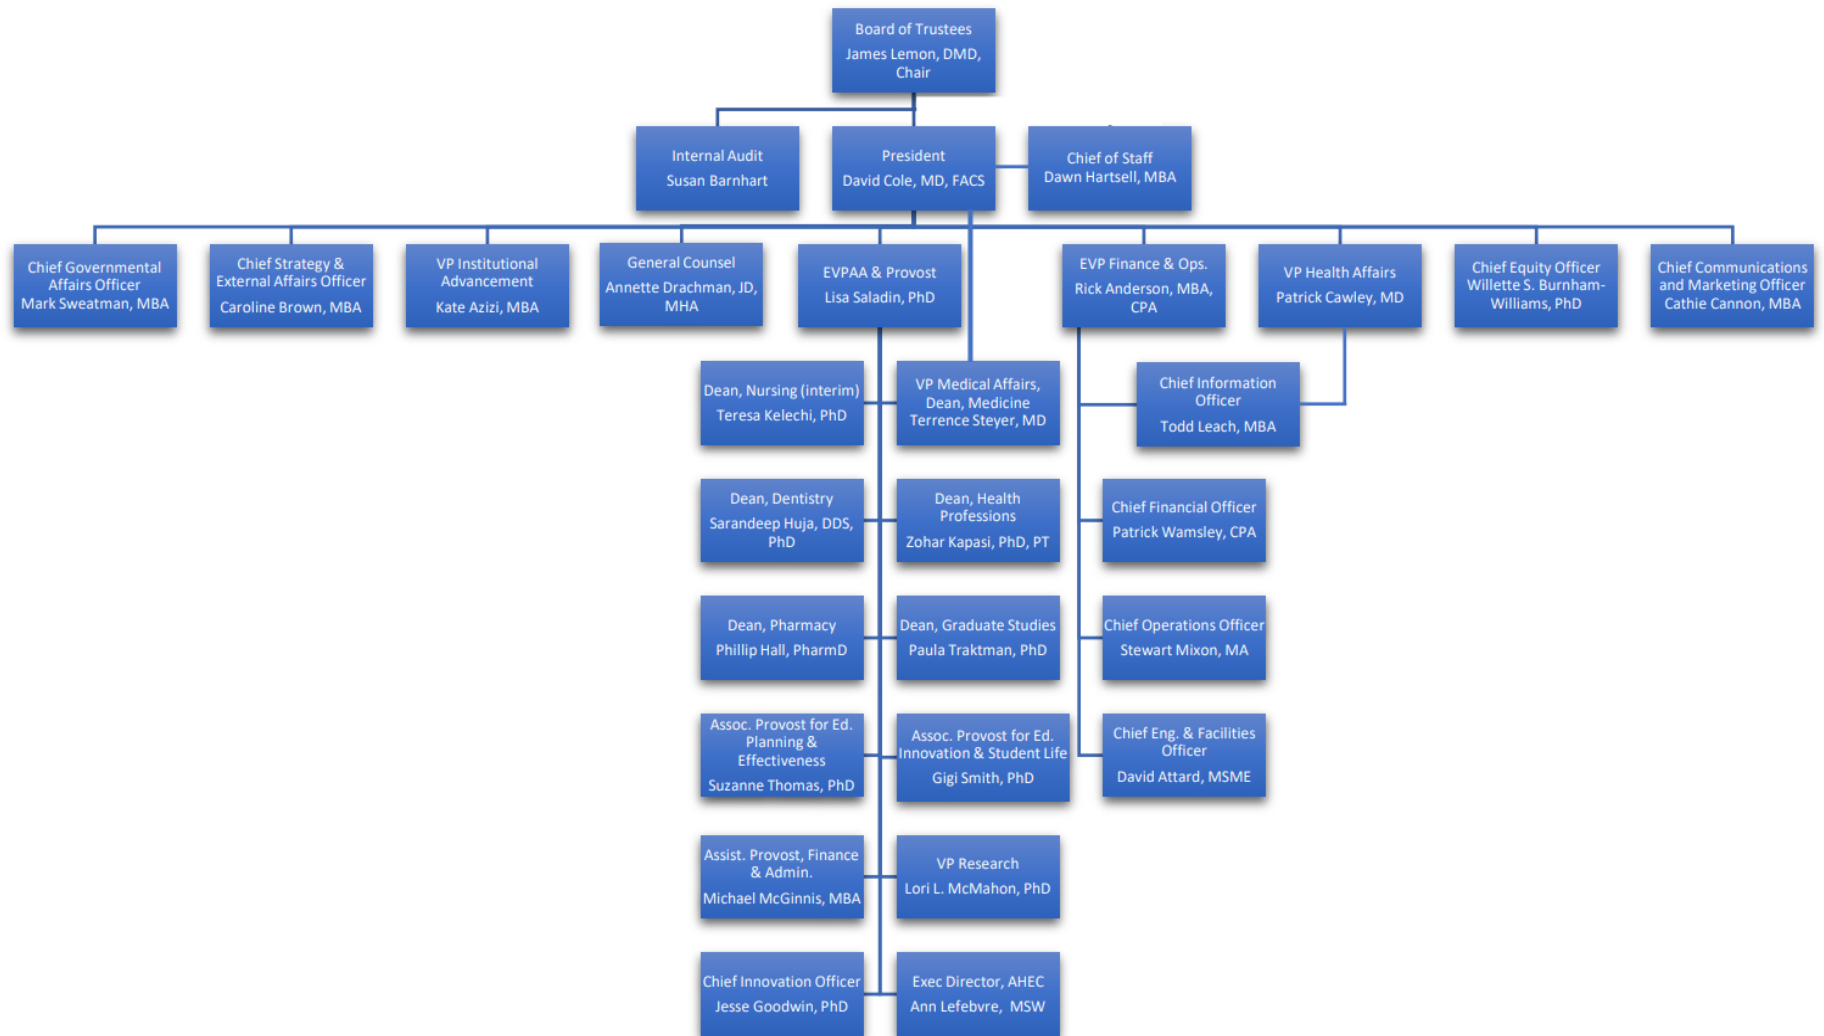 Board of Trustees
James Lemon, DMD,
Chair
Internal Audit
Susan Barnhart
President
David Cole, MD, FACS
Chief of Staff
Dawn Hartsell, MBA
Chief Governmental
Affairs Officer
Mark Sweatman, MBA
Chief Strategy &
External Affairs Officer
Caroline Brown, MBA
VP Institutional
Advancement
Kate Azizi, MBA
General Counsel
Annette Drachman, JD,
MHA
EVPAA & Provost
Lisa Saladin, PhD
EVP Finance & Ops.
Rick Anderson, MBA,
CPA
VP Health Affairs
Patrick Cawley, MD
Chief Equity Officer
Willette S. Burnham-
Williams, PhD
Chief Communications
and Marketing Officer
Cathie Cannon, MBA
Dean, Nursing (interim)
Teresa Kelechi, PhD
VP Medical Affairs,
Dean, Medicine
Terrence Steyer, MD
Chief Information
Officer
Todd Leach, MBA
Dean, Dentistry
Sarandeep Huja, DDS,
PhD
Dean, Health
Professions
Zohar Kapasi, PhD, PT
Chief Financial Officer
Patrick Wamsley, CPA
Dean, Pharmacy
Phillip Hall, PharmD
Dean, Graduate Studies
Paula Traktman, PhD
Chief Operations Officer
Stewart Mixon, MA
Assoc. Provost for Ed.
Planning &
Effectiveness
Suzanne Thomas, PhD
Assoc. Provost for Ed.
Innovation & Student Life
Gigi Smith, PhD
Chief Eng. & Facilities
Officer
David Attard, MSME
Assist. Provost, Finance
& Admin.
Michael McGinnis, MBA
VP Research
Lori L. McMahon, PhD
Chief Innovation Officer
Jesse Goodwin, PhD
Exec Director, AHEC
Ann Lefebvre, MSW